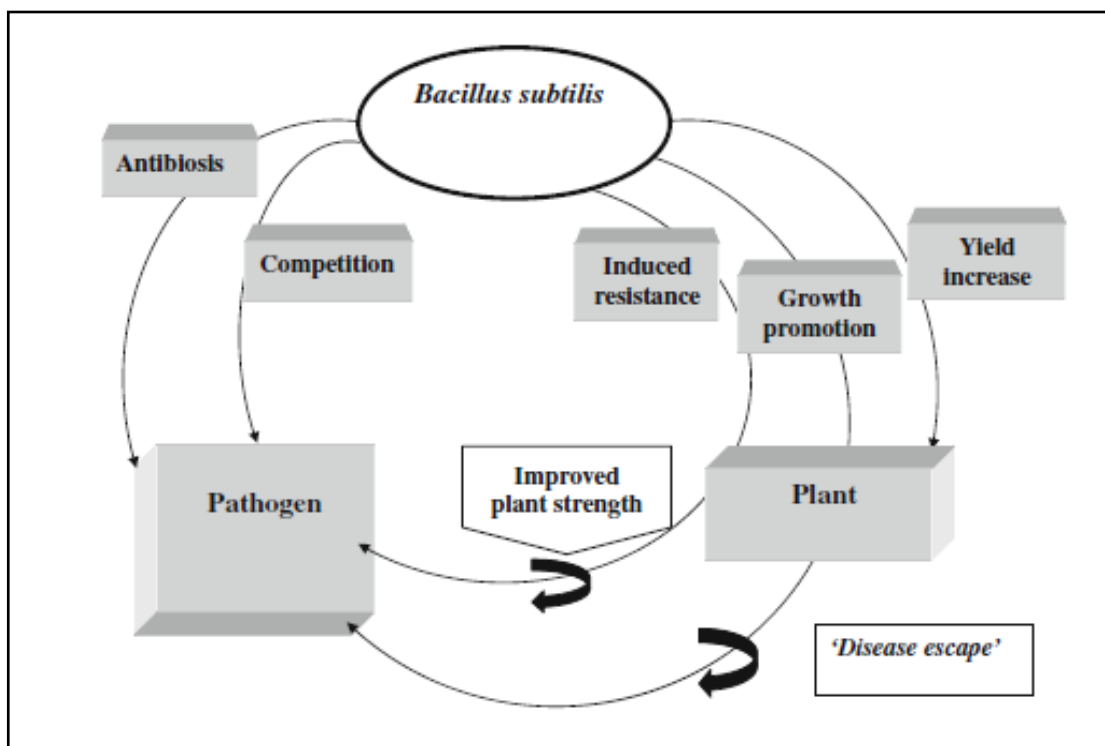 Bacillus subtilis
Antibiosis
Competition
Induced
resistance
Growth
promotion
Yield
increase
Pathogen
Improved
plant strength
Plant
‘Disease escape’